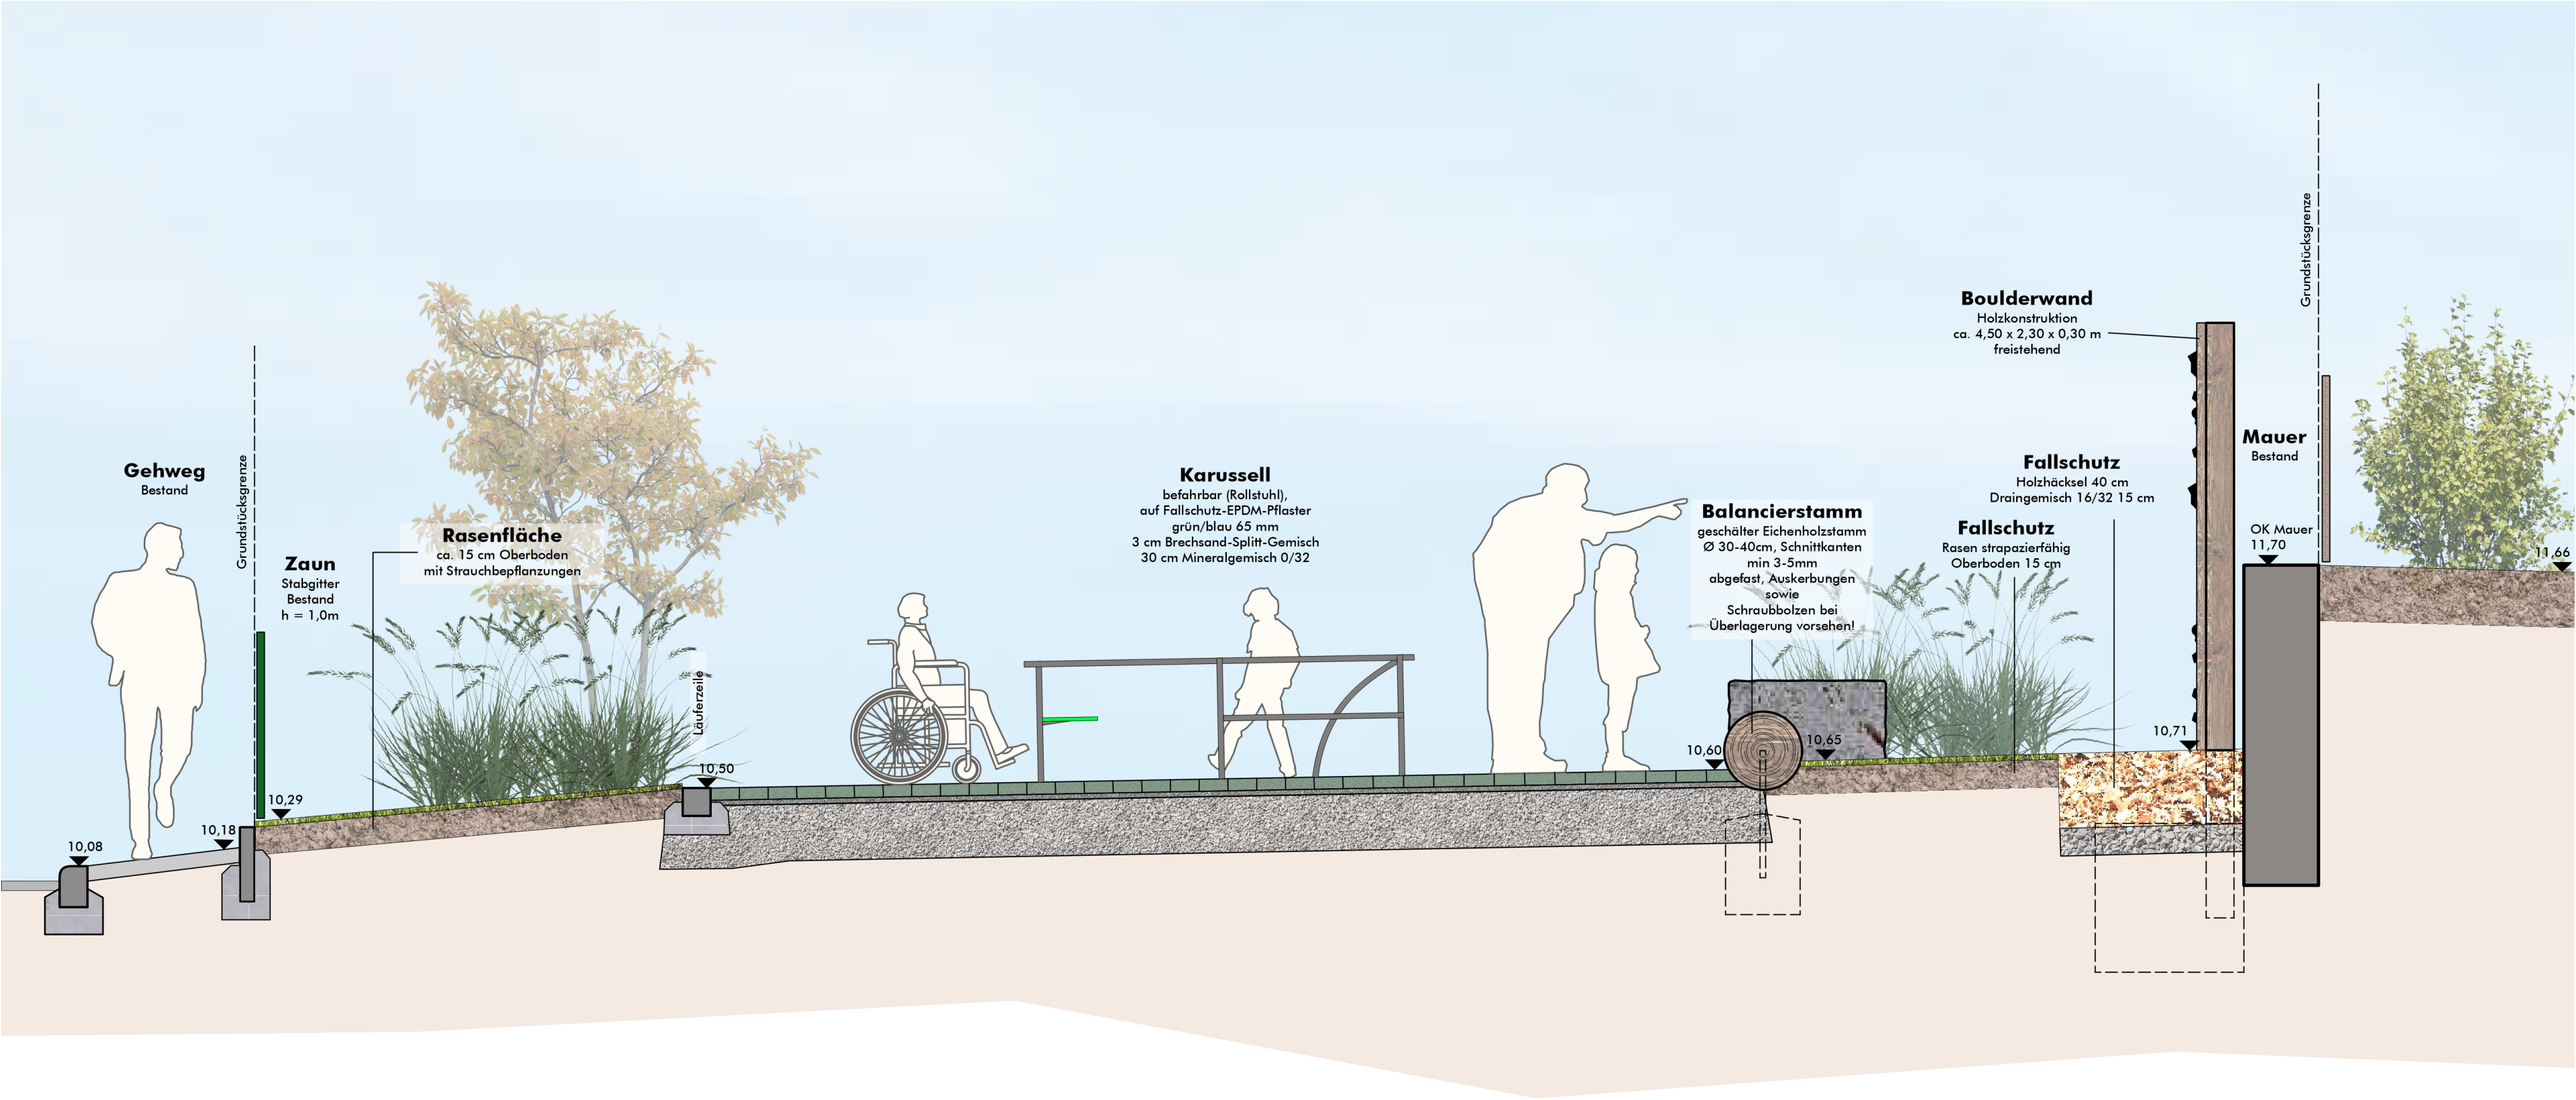 Gehweg
Bestand
Grundstücksgrenze
Zaun
Stabgitter
Bestand
h = 1,0m
Rasenfläche
ca. 15 cm Oberboden
mit Strauchbepflanzungen
Läuferzeile
Karussell
befahrbar (Rollstuhl),
auf Fallschutz-EPDM-Pflaster
grün/blau 65 mm
3 cm Brechsand-Splitt-Gemisch
30 cm Mineralgemisch 0/32
Balancierstamm
geschälter Eichenholzstamm
Ø 30-40cm, Schnittkanten
min 3-5mm
abgefast, Auskerbungen
sowie
Schraubbolzen bei
Überlagerung vorsehen!
Boulderwand
Holzkonstruktion
ca. 4,50 x 2,30 x 0,30 m
freistehend
Fallschutz
Holzhäcksel 40 cm
Draingemisch 16/32 15 cm
Fallschutz
Rasen strapazierfähig
Oberboden 15 cm
Grundstücksgrenze
Mauer
Bestand
OK Mauer
11,70
11,66
10,08
10,18
10,29
10,50
10,60
10,65
10,71